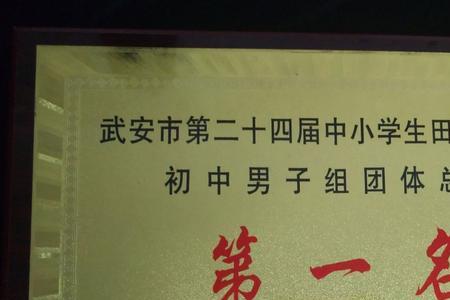 武安市第二十四届中小学生田
初中男子组团体总
第一名